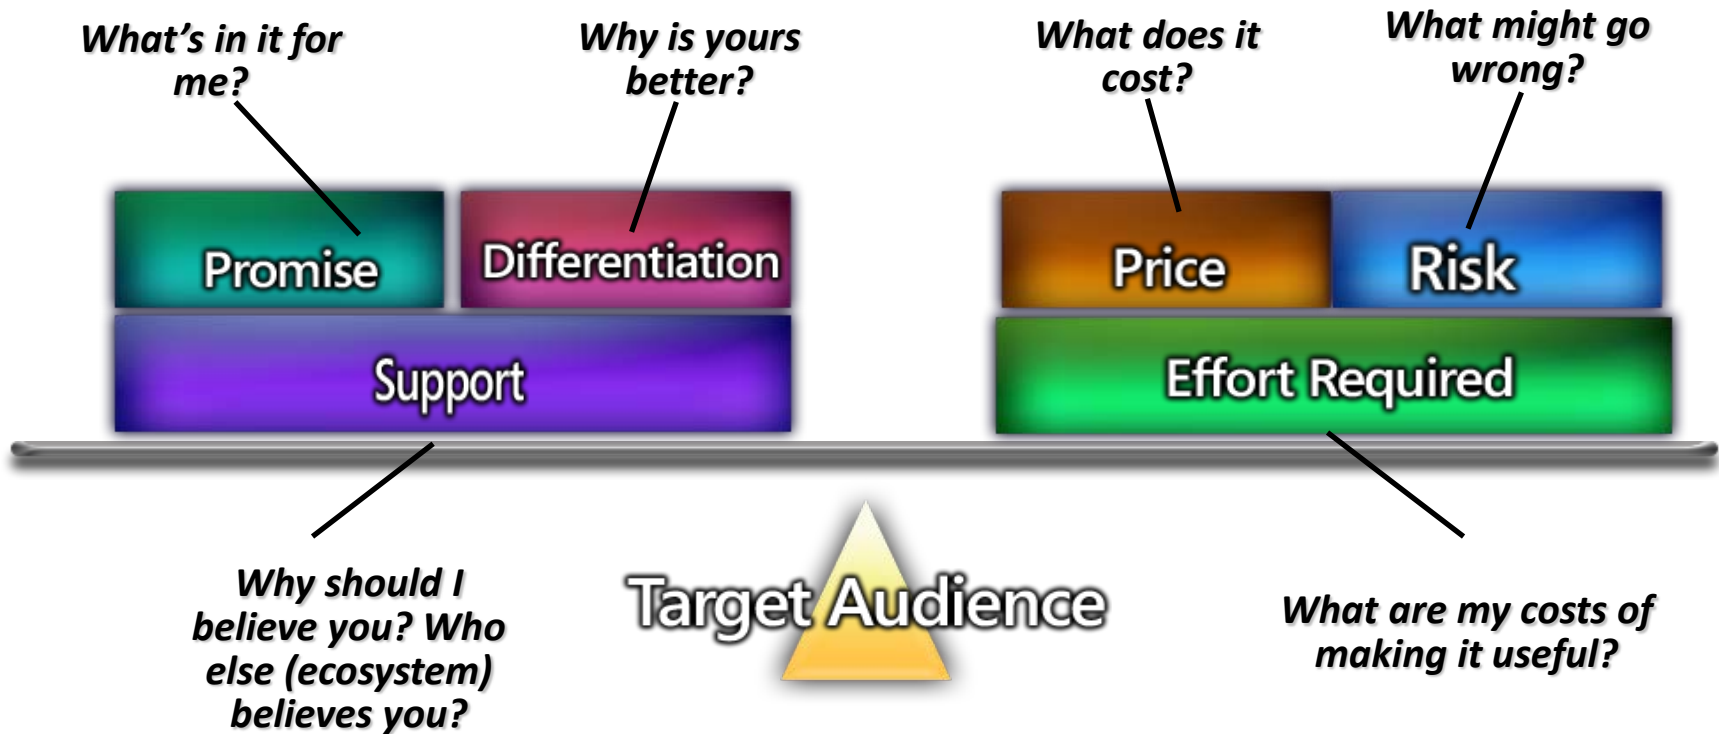 What’s in it for
me?
Why is yours
better?
What does it
cost?
What might go
wrong?
Promise
Differentiation
Price
Risk
Support
Effort Required
Why should I
believe you? Who
else (ecosystem)
believes you?
Target Audience
What are my costs of
making it useful?